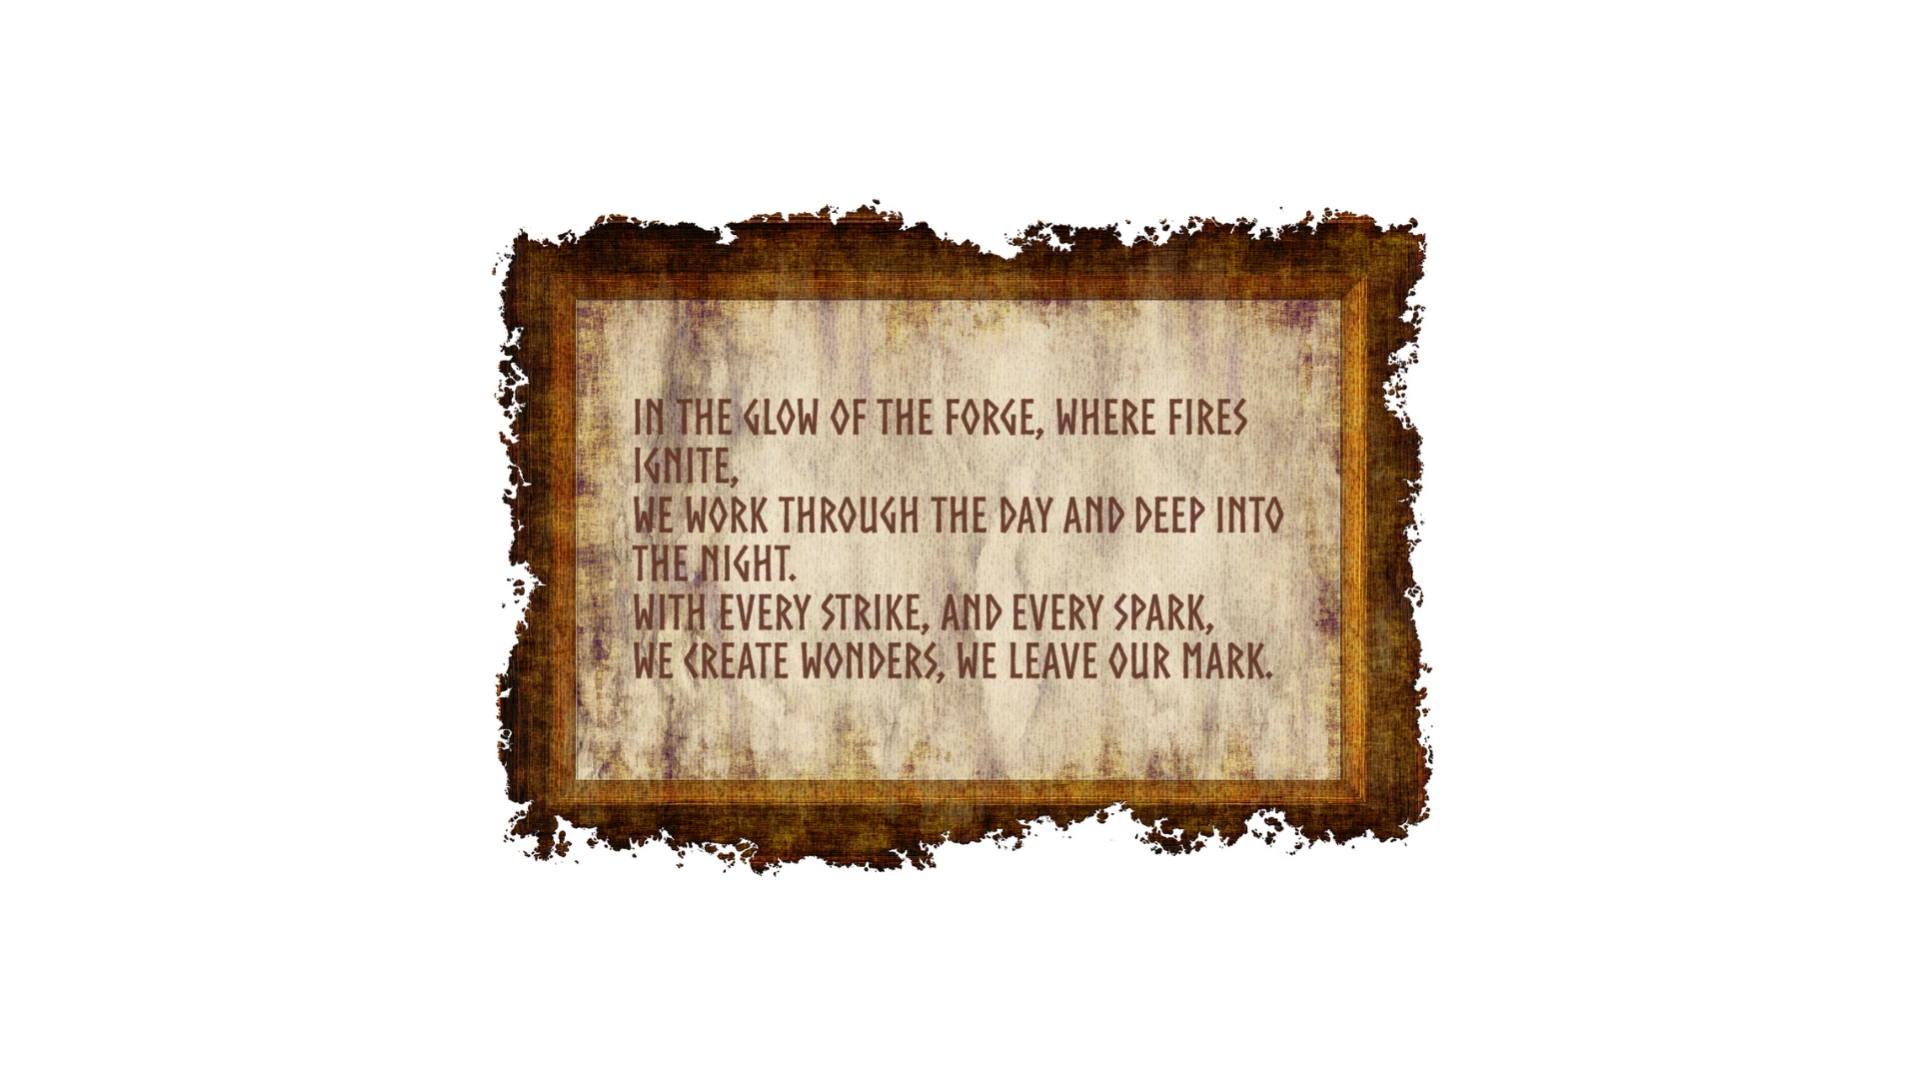 IN THE GLOW OF THE FORGE, WHERE FIRES
IGNITE,
WE WORK THROUGH THE DAY AND DEEP INTO
THE NIGHT.
WITH EVERY STRIKE, AND EVERY SPARK,
WE CREATE WONDERS, WE LEAVE OUR MARK.